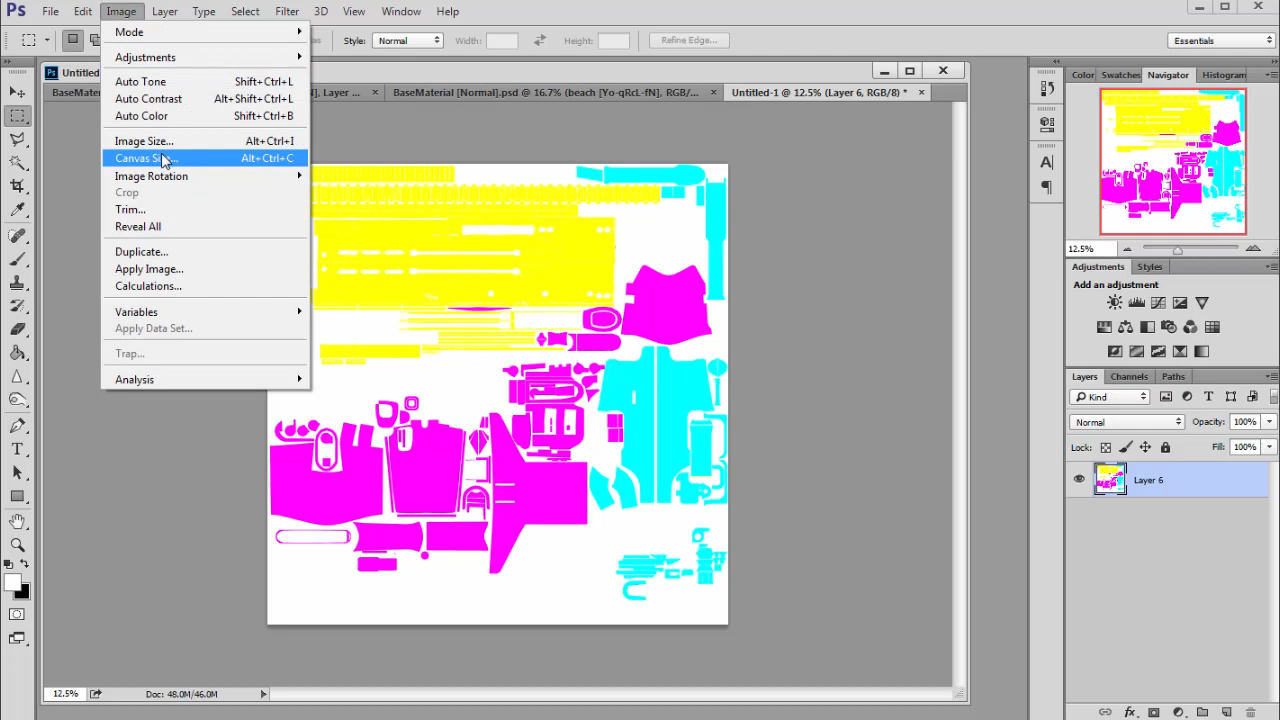 Ps File Edit Image Layer Type Select Filter 3D View Window Help
Style: Normal Width: Height: Refine Edge... Essentials
Mode
Adjustments
Auto Tone Shift+Ctrl+L
Auto Contrast Alt+Shift+Ctrl+L
Auto Color Shift+Ctrl+B
Image Size... Alt+Ctrl+I
Canvas Alt+Ctrl+C
Image Rotation
Crop
Trim...
Reveal All
Duplicate...
Apply Image...
Calculations...
Variables
Apply Data Set...
Trap...
Analysis
Ps
BaseMaterial [Normal].psd @ 16.7% (beach [Yo-qRcL-fN], RGB/... × Untitled-1 @ 12.5% (Layer 6, RGB/8) * ×
12.5% Doc: 48.0M/46.0M
Color Swatches Navigator Histogram
12.5%
Adjustments Styles
Add an adjustment
Layers Channels Paths
Kind
Normal Opacity: 100%
Lock: Fill: 100%
Layer 6